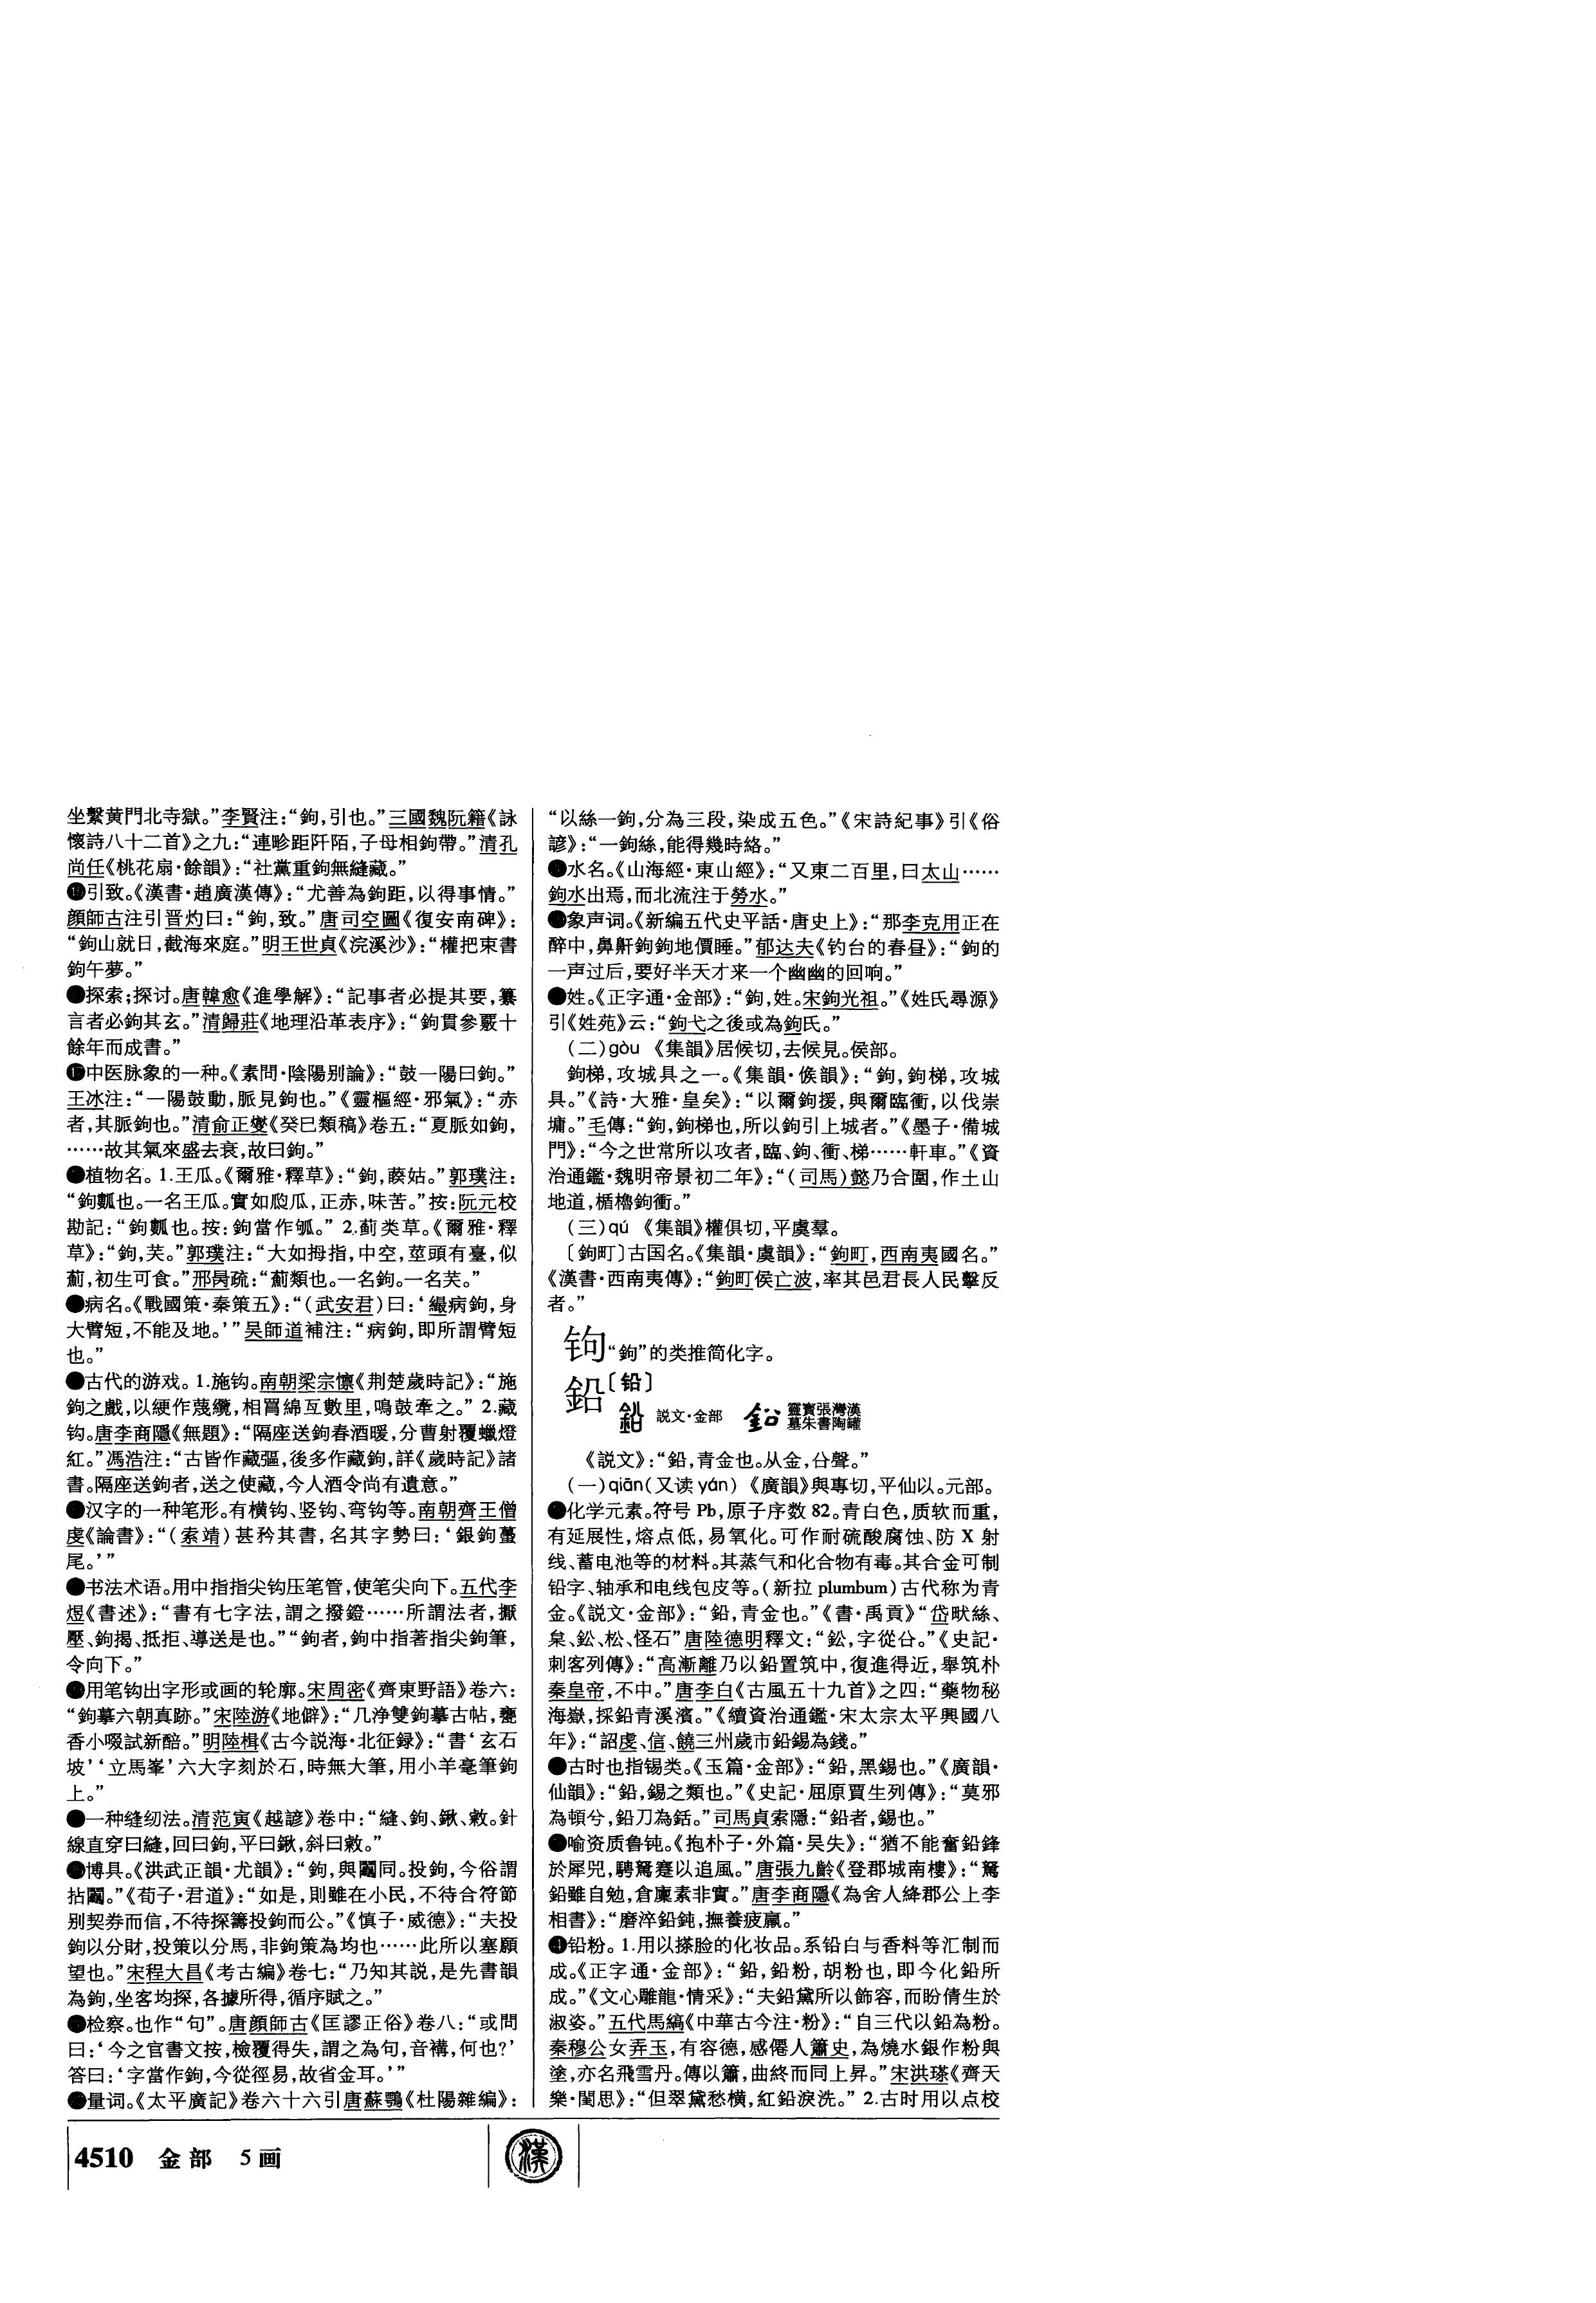 坐繫黄門北寺獄。”李賢注：“鉤，引也。”三國魏阮籍《詠
懷詩八十二首》之九：“連畛距阡陌，子母相鉤帶。”清孔
尚任《桃花扇·餘韻》：“社黨重鉤無縫藏。”
引致。《漢書·趙廣漢傳》：“尤善為鉤距，以得事情。”
顔師古注引晋灼曰：“鉤，致。”唐司空圖《復安南碑》：
“鉤山就日，截海來庭。”明王世貞《浣溪沙》：“權把束書
鉤午夢。”
●探索；探讨。唐韓愈《進學解》：“記事者必提其要，纂
言者必鉤其玄。”清歸莊《地理沿革表序》：“鉤貫參覈十
餘年而成書。”
中医脉象的一种。《素問·陰陽别論》：“鼓一陽曰鉤。”
王冰注：“一陽鼓動，脈見鉤也。”《靈樞經·邪氣》：“赤
者，其脈鉤也。”清俞正燮《癸巳類稿》卷五：“夏脈如鉤，
……故其氣來盛去衰，故曰鉤。”
●植物名。1.王瓜。《爾雅·釋草》：“鉤，藈姑。”郭璞注：
“鉤瓤也。一名王瓜。實如瓝瓜，正赤，味苦。”按：阮元校
勘記：“鉤瓤也。按：鉤當作瓠。” 2.蓟类草。《爾雅·釋
草》：“鉤，芺。”郭璞注：“大如拇指，中空，莖頭有臺，似
薊，初生可食。”邢昺疏：“薊類也。一名鉤。一名芺。”
●病名。《戰國策·秦策五》：“（武安君）曰：‘繓病鉤，身
大臂短，不能及地。’”吴師道補注：“病鉤，即所謂臂短
也。”
●古代的游戏。1.施钩。南朝梁宗懔《荆楚歲時記》：“施
鉤之戲，以綆作蔑纜，相罥綿亙數里，鳴鼓牽之。” 2.藏
钩。唐李商隱《無題》：“隔座送鉤春酒暖，分曹射覆蠟燈
紅。”馮浩注：“古皆作藏彄，後多作藏鉤，詳《歲時記》諸
書。隔座送鉤者，送之使藏，今人酒令尚有遺意。”
●汉字的一种笔形。有横钩、竖钩、弯钩等。南朝齊王僧
虔《論書》：“（索靖）甚矜其書，名其字勢曰：‘銀鉤蠆
尾。’”
●书法术语。用中指指尖钩压笔管，使笔尖向下。五代李
煜《書述》：“書有七字法，謂之撥鐙……所謂法者，擫
壓、鉤揭、抵拒、導送是也。”“鉤者，鉤中指著指尖鉤筆，
令向下。”
●用笔钩出字形或画的轮廓。宋周密《齊東野語》卷六：
“鉤摹六朝真跡。”宋陸游《地僻》：“几浄雙鉤摹古帖，甕
香小啜試新醅。”明陸楫《古今説海·北征録》：“書‘玄石
坡’‘立馬峯’六大字刻於石，時無大筆，用小羊毫筆鉤
上。”
●一种缝纫法。清范寅《越諺》卷中：“縫、鉤、鍬、敹。針
線直穿曰縫，回曰鉤，平曰鍬，斜曰敹。”
●博具。《洪武正韻·尤韻》：“鉤，與鬮同。投鉤，今俗謂
拈鬮。”《荀子·君道》：“如是，則雖在小民，不待合符節
别契券而信，不待探籌投鉤而公。”《慎子·威德》：“夫投
鉤以分財，投策以分馬，非鉤策為均也……此所以塞願
望也。”宋程大昌《考古編》卷七：“乃知其説，是先書韻
為鉤，坐客均探，各據所得，循序賦之。”
●检察。也作“句”。唐顔師古《匡謬正俗》卷八：“或問
曰：‘今之官書文按，檢覆得失，謂之為句，音褠，何也？’
答曰：‘字當作鉤，今從徑易，故省金耳。’”
●量词。《太平廣記》卷六十六引唐蘇鶚《杜陽雜編》：
“以絲一鉤，分為三段，染成五色。”《宋詩紀事》引《俗
諺》：“一鉤絲，能得幾時絡。”
●水名。《山海經·東山經》：“又東二百里，曰太山……
鉤水出焉，而北流注于勞水。”
●象声词。《新編五代史平話·唐史上》：“那李克用正在
醉中，鼻鼾鉤鉤地價睡。”郁达夫《钓台的春昼》：“鉤的
一声过后，要好半天才来一个幽幽的回响。”
●姓。《正字通·金部》：“鉤，姓。宋鉤光祖。”《姓氏尋源》
引《姓苑》云：“鉤弋之後或為鉤氏。”
（二）gòu 《集韻》居候切，去候見。侯部。
鉤梯，攻城具之一。《集韻·㑋韻》：“鉤，鉤梯，攻城
具。”《詩·大雅·皇矣》：“以爾鉤援，與爾臨衝，以伐崇
墉。”毛傳：“鉤，鉤梯也，所以鉤引上城者。”《墨子·備城
門》：“今之世常所以攻者，臨、鉤、衝、梯……軒車。”《資
治通鑑·魏明帝景初二年》：“（司馬）懿乃合圍，作土山
地道，楯櫓鉤衝。”
（三）qú 《集韻》權俱切，平虞羣。
〔鉤町〕古国名。《集韻·虞韻》：“鉤町，西南夷國名。”
《漢書·西南夷傳》：“鉤町侯亡波，率其邑君長人民擊反
者。”
𫓧“鉤”的类推简化字。
鉛〔铅〕
説文·金部 靈寶張灣漢墓朱書陶罐
《説文》：“鉛，青金也。从金，㕣聲。”
（一）qiān（又读yán） 《廣韻》與專切，平仙以。元部。
●化学元素。符号 Pb，原子序数 82。青白色，质软而重，
有延展性，熔点低，易氧化。可作耐硫酸腐蚀、防 X 射
线、蓄电池等的材料。其蒸气和化合物有毒。其合金可制
铅字、轴承和电线包皮等。（新拉 plumbum）古代称为青
金。《説文·金部》：“鉛，青金也。”《書·禹貢》“岱畎絲、
枲、鈆、松、怪石”唐陸德明釋文：“鈆，字從㕣。”《史記·
刺客列傳》：“高漸離乃以鉛置筑中，復進得近，舉筑朴
秦皇帝，不中。”唐李白《古風五十九首》之四：“藥物秘
海嶽，採鉛青溪濱。”《續資治通鑑·宋太宗太平興國八
年》：“詔虔、信、饒三州歲市鉛錫為錢。”
●古时也指锡类。《玉篇·金部》：“鉛，黑錫也。”《廣韻·
仙韻》：“鉛，錫之類也。”《史記·屈原賈生列傳》：“莫邪
為頓兮，鉛刀為銛。”司馬貞索隱：“鉛者，錫也。”
●喻资质鲁钝。《抱朴子·外篇·吴失》：“猶不能奮鉛鋒
於犀兕，騁駑蹇以追風。”唐張九齡《登郡城南樓》：“駑
鉛雖自勉，倉廩素非實。”唐李商隱《為舍人絳郡公上李
相書》：“磨淬鉛鈍，撫養疲羸。”
❹铅粉。1.用以搽脸的化妆品。系铅白与香料等汇制而
成。《正字通·金部》：“鉛，鉛粉，胡粉也，即今化鉛所
成。”《文心雕龍·情采》：“夫鉛黛所以飾容，而盼倩生於
淑姿。”五代馬縞《中華古今注·粉》：“自三代以鉛為粉。
秦穆公女弄玉，有容德，感僊人簫史，為燒水銀作粉與
塗，亦名飛雪丹。傳以簫，曲終而同上昇。”宋洪瑹《齊天
樂·閨思》：“但翠黛愁横，紅鉛淚洗。” 2.古时用以点校
4510 金部 5画
漢